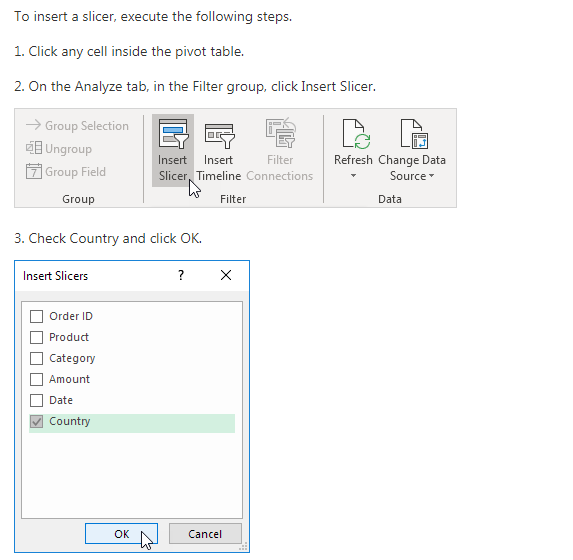 To insert a slicer, execute the following steps.
1. Click any cell inside the pivot table.
2. On the Analyze tab, in the Filter group, click Insert Slicer.
Group Selection
Ungroup
7 Group Field
Group
Insert Slicer
Insert Timeline
Filter Connections
Filter
Refresh
Change Data Source
Data
3. Check Country and click OK.
Insert Slicers ? X
Order ID
Product
Category
Amount
Date
Country
OK Cancel